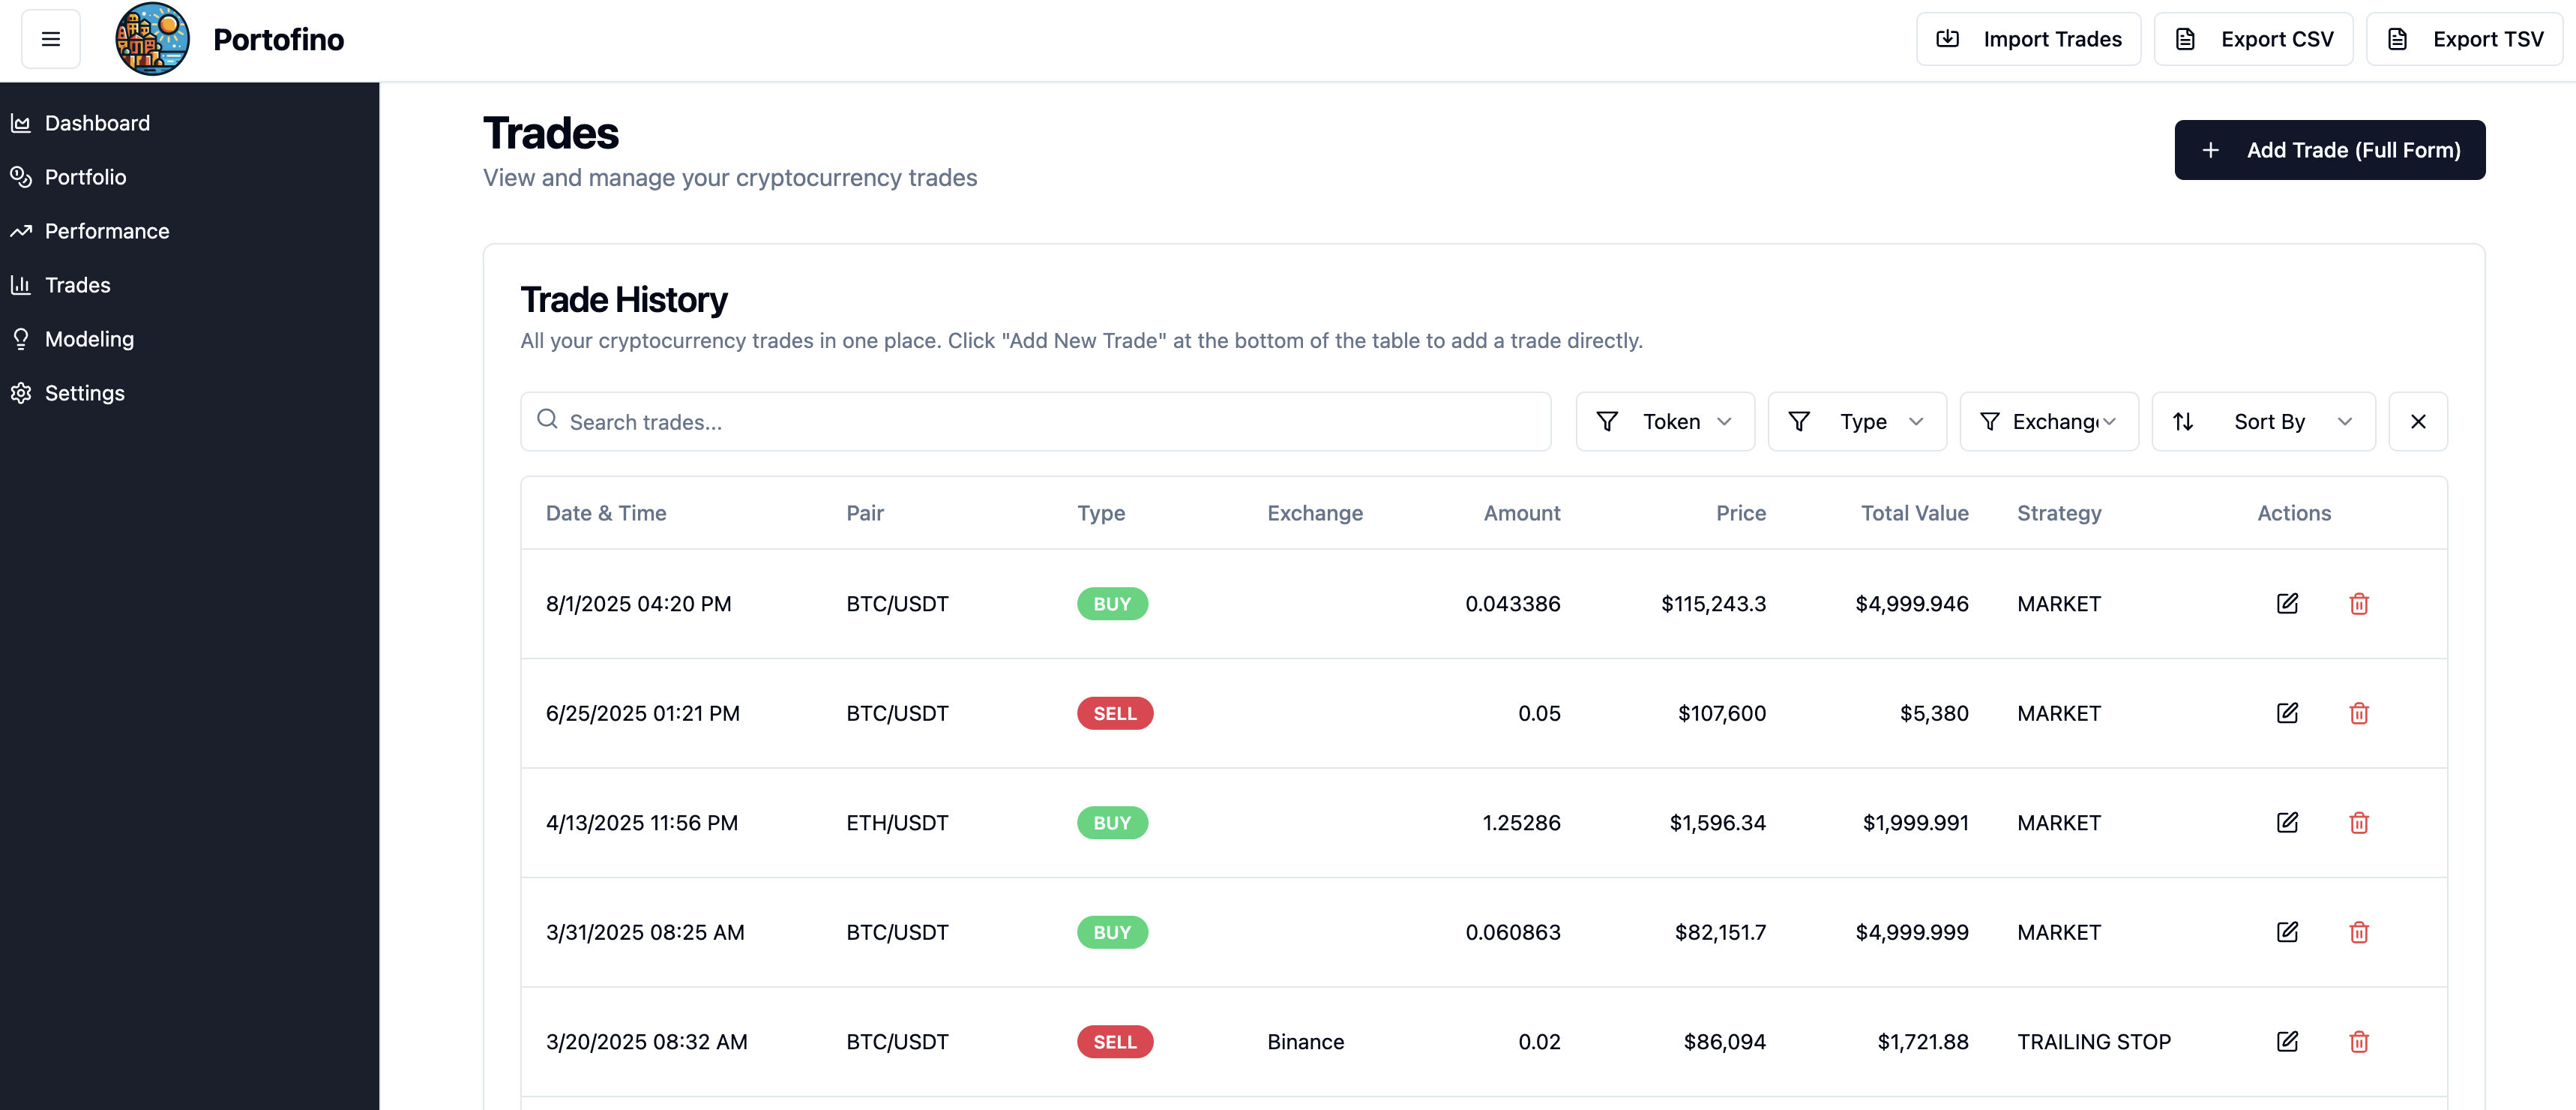 Portofino
Import Trades
Export CSV
Export TSV
Dashboard
Portfolio
Performance
Trades
Modeling
Settings
Trades
View and manage your cryptocurrency trades
Add Trade (Full Form)
Trade History
All your cryptocurrency trades in one place. Click "Add New Trade" at the bottom of the table to add a trade directly.
Search trades... Token Type Exchang Sort By
Date & Time Pair Type Exchange Amount Price Total Value Strategy Actions
8/1/2025 04:20 PM BTC/USDT BUY 0.043386 $115,243.3 $4,999.946 MARKET
6/25/2025 01:21 PM BTC/USDT SELL 0.05 $107,600 $5,380 MARKET
4/13/2025 11:56 PM ETH/USDT BUY 1.25286 $1,596.34 $1,999.991 MARKET
3/31/2025 08:25 AM BTC/USDT BUY 0.060863 $82,151.7 $4,999.999 MARKET
3/20/2025 08:32 AM BTC/USDT SELL Binance 0.02 $86,094 $1,721.88 TRAILING STOP